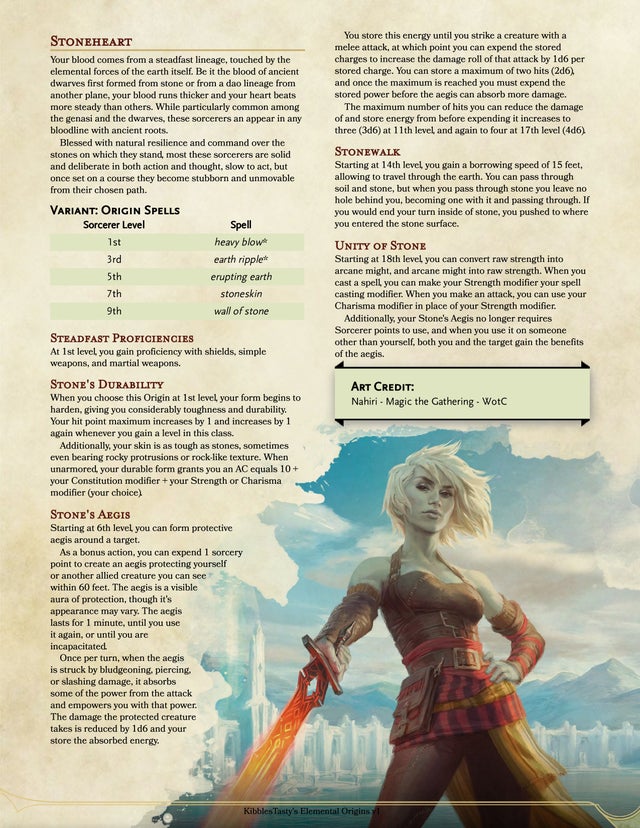 Stoneheart
Your blood comes from a steadfast lineage, touched by the
elemental forces of the earth itself. Be it the blood of ancient
dwarves first formed from stone or from a dao lineage from
another plane, your blood runs thicker and your heart beats
more steady than others. While particularly common among
the genasi and the dwarves, these sorcerers an appear in any
bloodline with ancient roots.
Blessed with natural resilience and command over the
stones on which they stand, most these sorcerers are solid
and deliberate in both action and thought, slow to act, but
once set on a course they become stubborn and unmovable
from their chosen path.
Variant: Origin Spells
Sorcerer Level Spell
1st heavy blow*
3rd earth ripple*
5th erupting earth
7th stoneskin
9th wall of stone
Steadfast Proficiencies
At 1st level, you gain proficiency with shields, simple
weapons, and martial weapons.
Stone's Durability
When you choose this Origin at 1st level, your form begins to
harden, giving you considerably toughness and durability.
Your hit point maximum increases by 1 and increases by 1
again whenever you gain a level in this class.
Additionally, your skin is as tough as stones, sometimes
even bearing rocky protrusions or rock-like texture. When
unarmored, your durable form grants you an AC equals 10 +
your Constitution modifier + your Strength or Charisma
modifier (your choice).
Stone's Aegis
Starting at 6th level, you can form protective
aegis around a target.
As a bonus action, you can expend 1 sorcery
point to create an aegis protecting yourself
or another allied creature you can see
within 60 feet. The aegis is a visible
aura of protection, though it's
appearance may vary. The aegis
lasts for 1 minute, until you use
it again, or until you are
incapacitated.
Once per turn, when the aegis
is struck by bludgeoning, piercing,
or slashing damage, it absorbs
some of the power from the attack
and empowers you with that power.
The damage the protected creature
takes is reduced by 1d6 and your
store the absorbed energy.
You store this energy until you strike a creature with a
melee attack, at which point you can expend the stored
charges to increase the damage roll of that attack by 1d6 per
stored charge. You can store a maximum of two hits (2d6),
and once the maximum is reached you must expend the
stored power before the aegis can absorb more damage.
The maximum number of hits you can reduce the damage
of and store energy from before expending it increases to
three (3d6) at 11th level, and again to four at 17th level (4d6).
Stonewalk
Starting at 14th level, you gain a borrowing speed of 15 feet,
allowing to travel through the earth. You can pass through
soil and stone, but when you pass through stone you leave no
hole behind you, becoming one with it and passing through. If
you would end your turn inside of stone, you pushed to where
you entered the stone surface.
Unity of Stone
Starting at 18th level, you can convert raw strength into
arcane might, and arcane might into raw strength. When you
cast a spell, you can make your Strength modifier your spell
casting modifier. When you make an attack, you can use your
Charisma modifier in place of your Strength modifier.
Additionally, your Stone's Aegis no longer requires
Sorcerer points to use, and when you use it on someone
other than yourself, both you and the target gain the benefits
of the aegis.
Art Credit:
Nahiri - Magic the Gathering - WotC
KibblesTasty's Elemental Origins v1